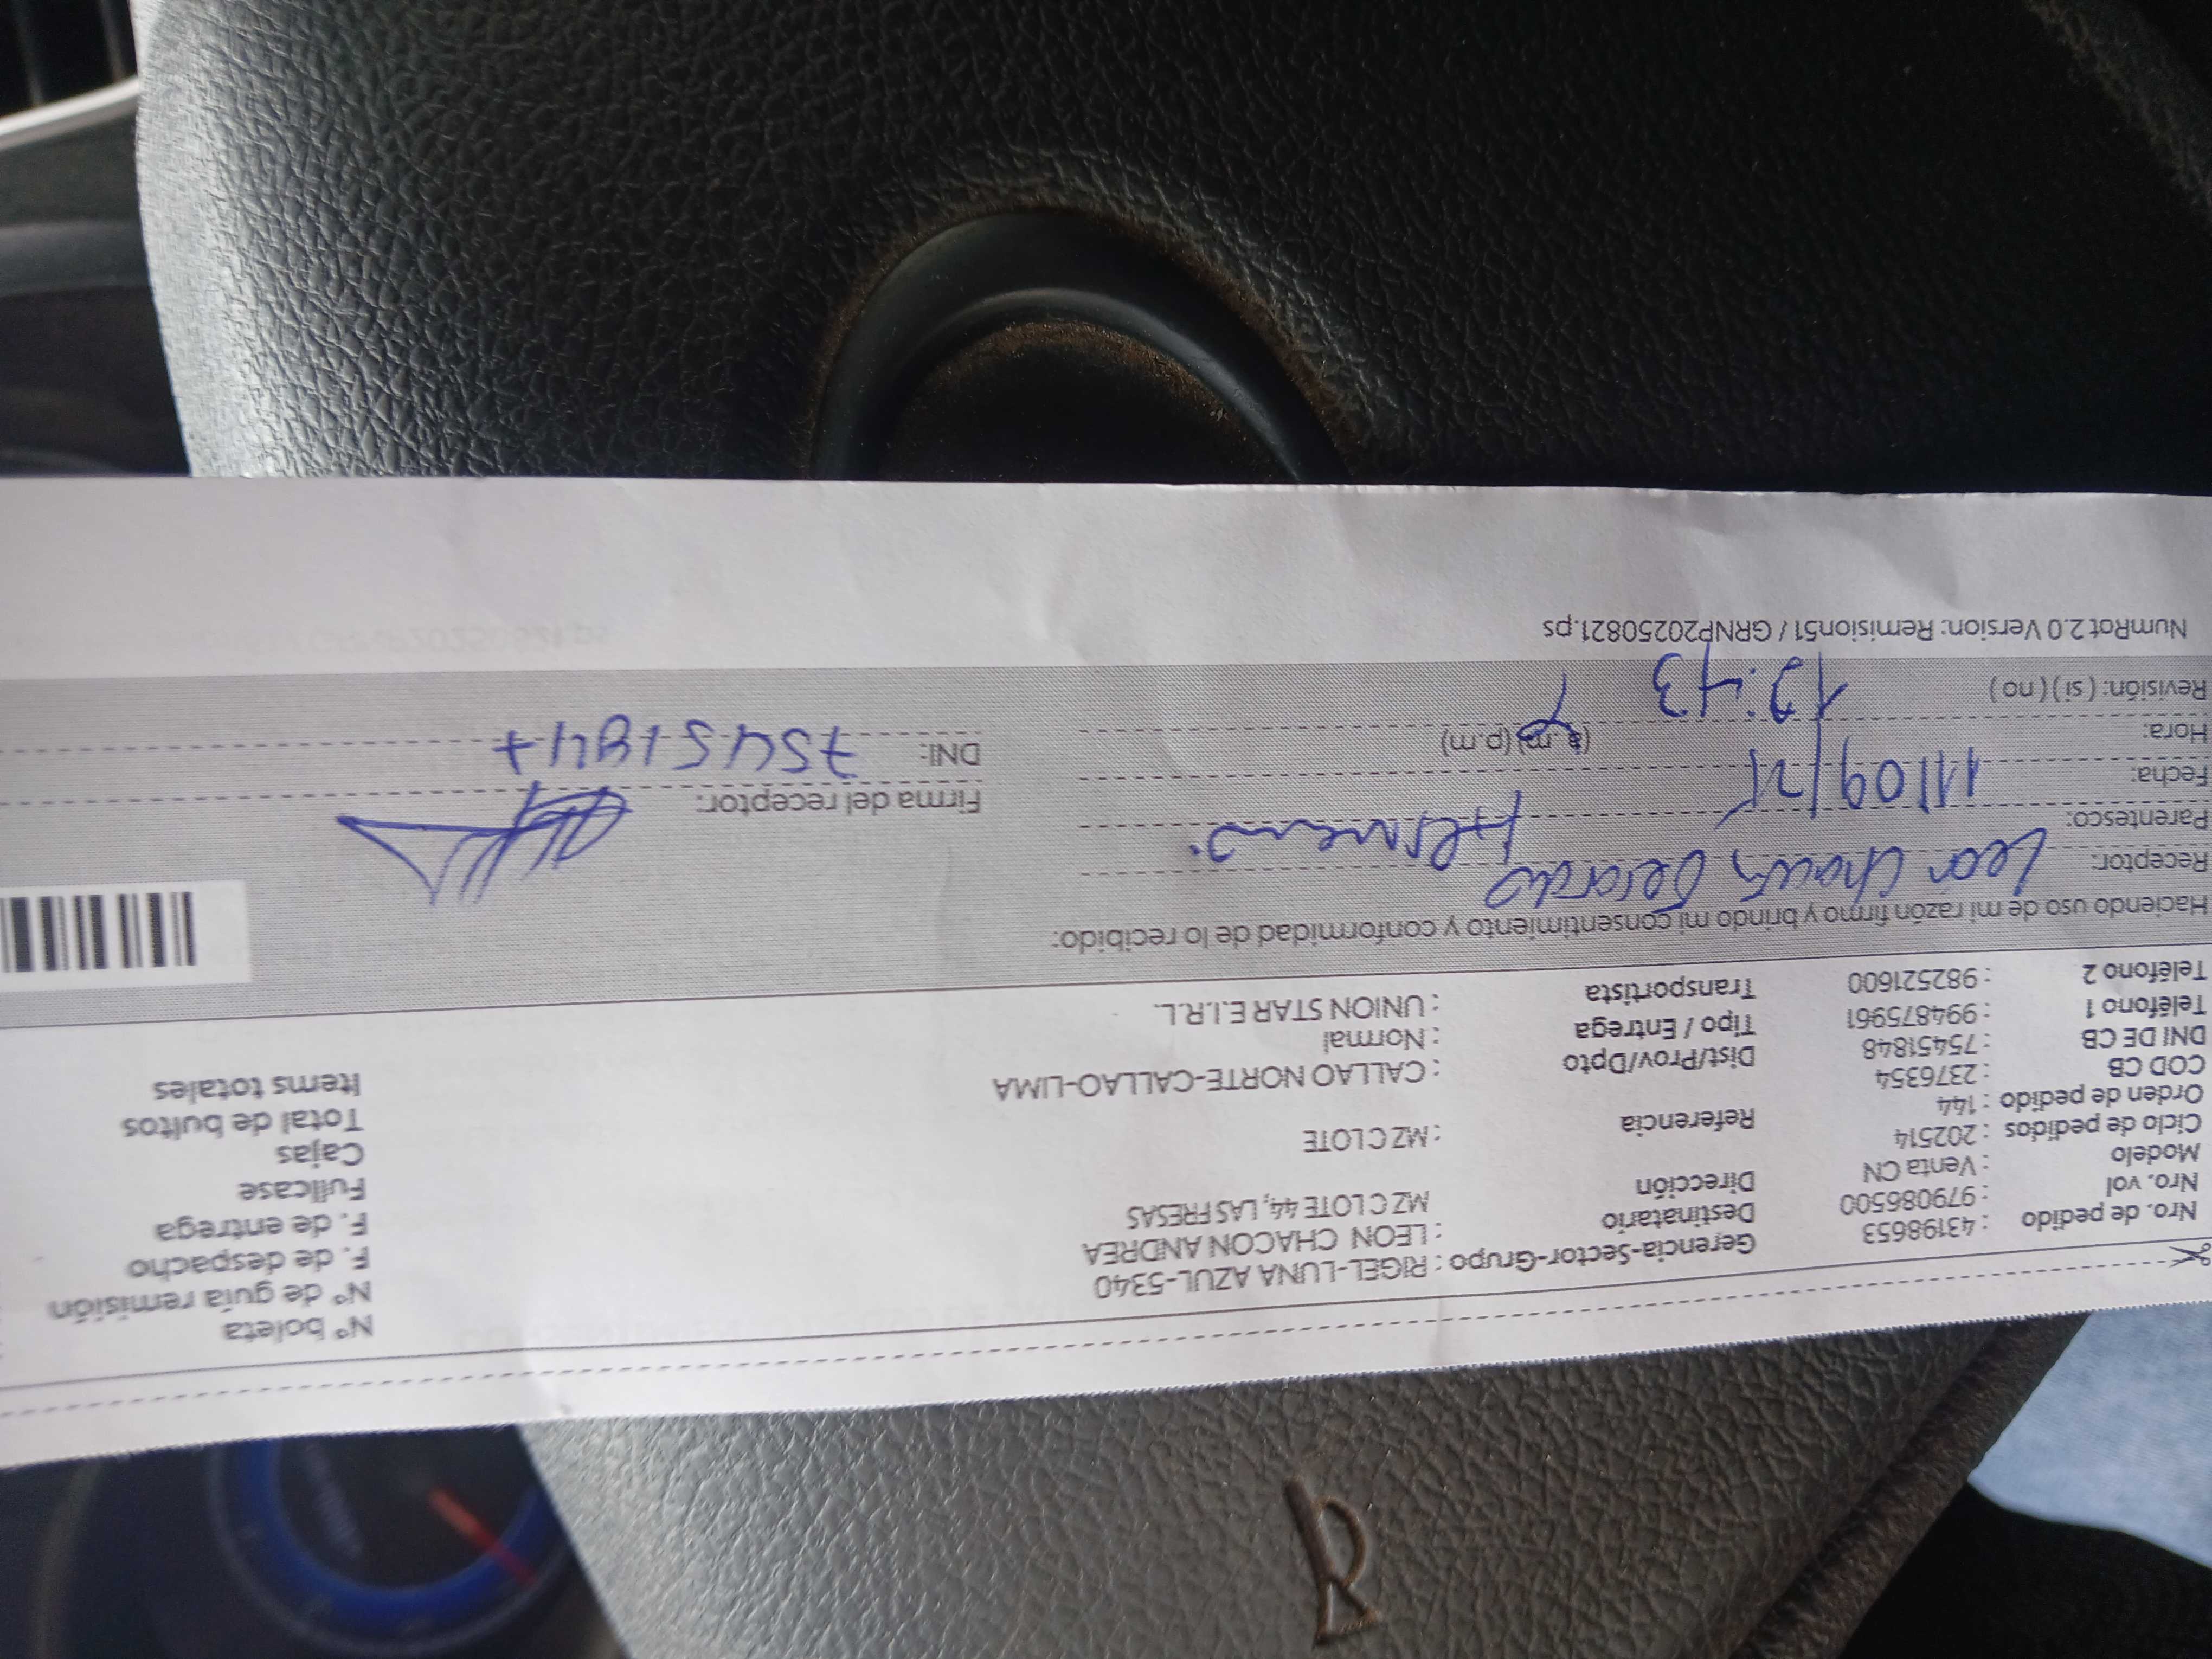 Nº boleta
Nº de guía remisión
F. de despacho
F. de entrega
Fullcase
Cajas
Total de bultos
Items totales
Gerencia-Sector-Grupo : RIGEL-LUNA AZUL-5340
Destinatario : LEON CHACON ANDREA
Dirección MZ C LOTE 44, LAS FRESAS
Referencia : MZ C LOTE
Dist/Prov/Dpto : CALLAO NORTE-CALLAO-LIMA
Tipo / Entrega : Normal
Transportista : UNION STAR E.I.R.L.
Nro. de pedido : 43198653
Nro. vol : 979086500
Modelo : Venta CN
Ciclo de pedidos : 202514
Orden de pedido : 144
COD CB : 2376354
DNI DE CB : 75451848
Teléfono 1 : 994875961
Teléfono 2 : 982521600
Haciendo uso de mi razón firmo y brindo mi consentimiento y conformidad de lo recibido:
Receptor: Leon Chacon Gerardo
Parentesco: Hermano.
Fecha: 11/09/25
Hora: 12:43 (a.m) (p.m)
Revisión: ( si ) ( no )
Firma del receptor:
DNI: 75451847
NumRot 2.0 Version: Remision51 / GRNP20250821.ps